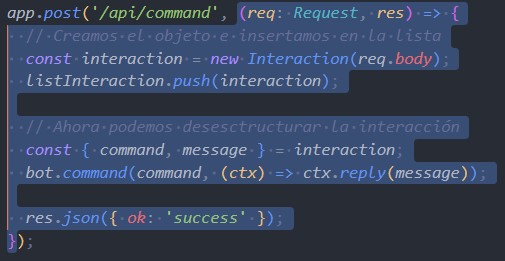 app.post('/api/command', (req: Request, res) => {
  // Creamos el objeto e insertamos en la lista
  const interaction = new Interaction(req.body);
  listInteraction.push(interaction);

  // Ahora podemos desesctructurar la interacción
  const { command, message } = interaction;
  bot.command(command, (ctx) => ctx.reply(message));

  res.json({ ok: 'success' });
});